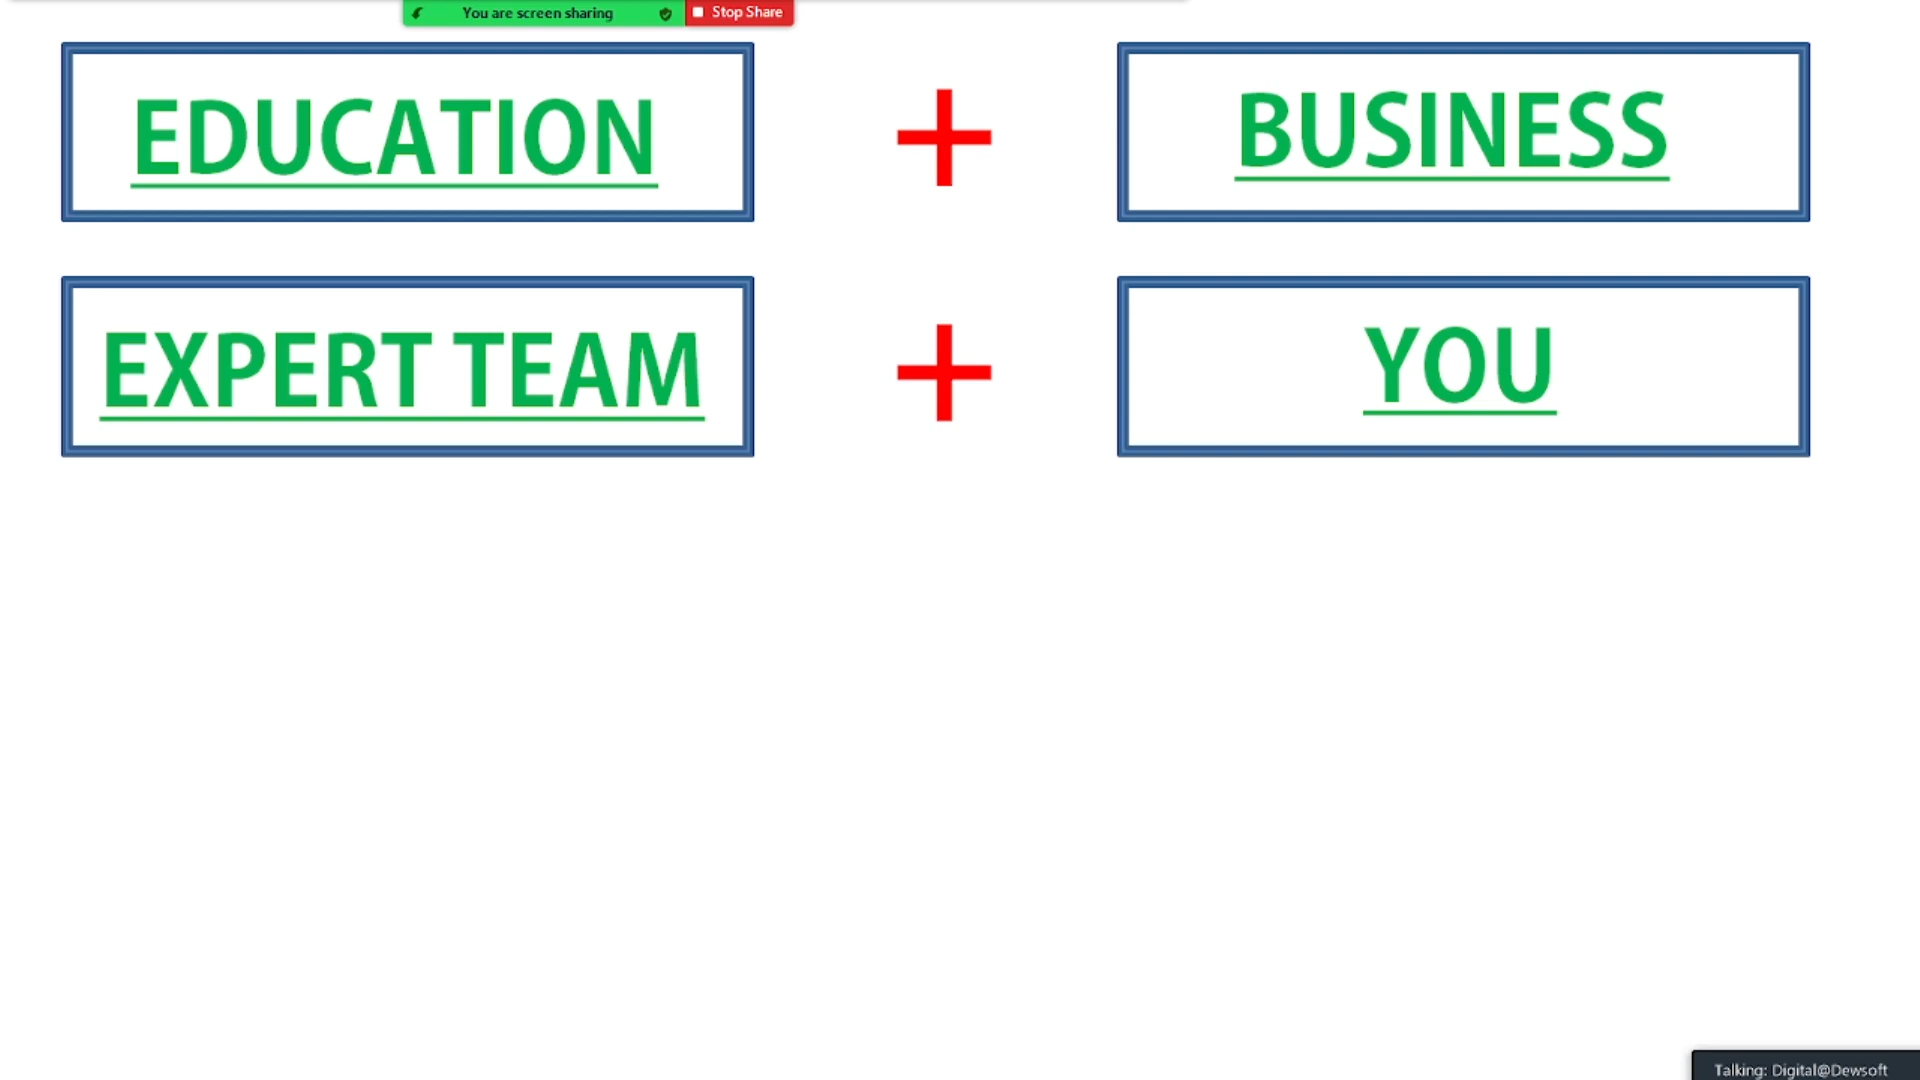 You are screen sharing Stop Share
EDUCATION + BUSINESS
EXPERT TEAM + YOU
Talking: Digital@Dewsoft